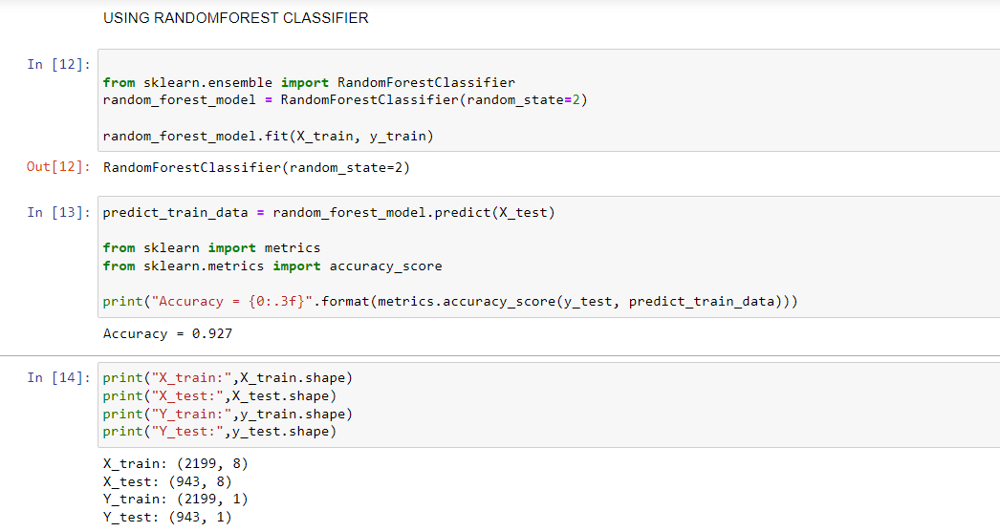 USING RANDOMFOREST CLASSIFIER
In [12]:
from sklearn.ensemble import RandomForestClassifier
random_forest_model = RandomForestClassifier(random_state=2)
random_forest_model.fit(X_train, y_train)
Out[12]: RandomForestClassifier(random_state=2)
In [13]: predict_train_data = random_forest_model.predict(X_test)
from sklearn import metrics
from sklearn.metrics import accuracy_score
print("Accuracy = {0:.3f}".format(metrics.accuracy_score(y_test, predict_train_data)))
Accuracy = 0.927
In [14]: print("X_train:",X_train.shape)
print("X_test:",X_test.shape)
print("Y_train:",y_train.shape)
print("Y_test:",y_test.shape)
X_train: (2199, 8)
X_test: (943, 8)
Y_train: (2199, 1)
Y_test: (943, 1)